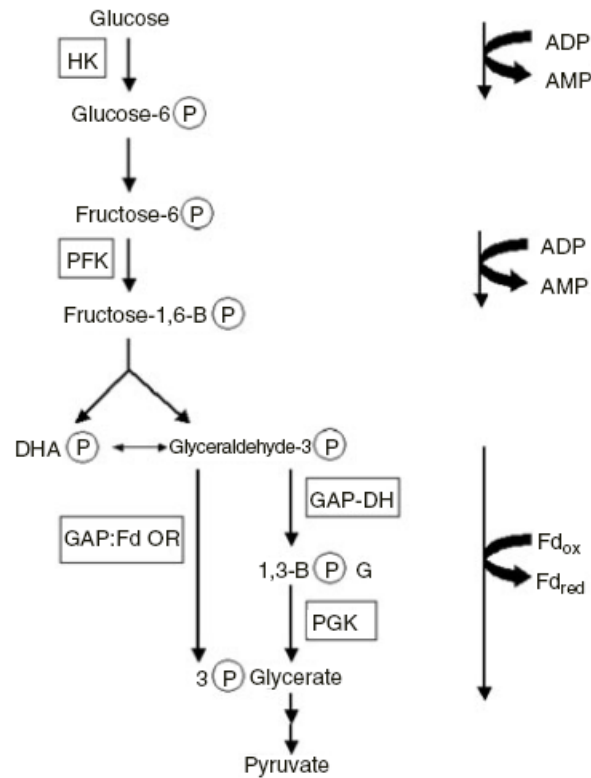 Glucose
HK
ADP
AMP
Glucose-6 P
Fructose-6 P
PFK
ADP
AMP
Fructose-1,6-B P
DHA P
Glyceraldehyde-3 P
GAP:Fd OR
GAP-DH
Fdox
Fdred
1,3-B P G
PGK
3 P Glycerate
Pyruvate